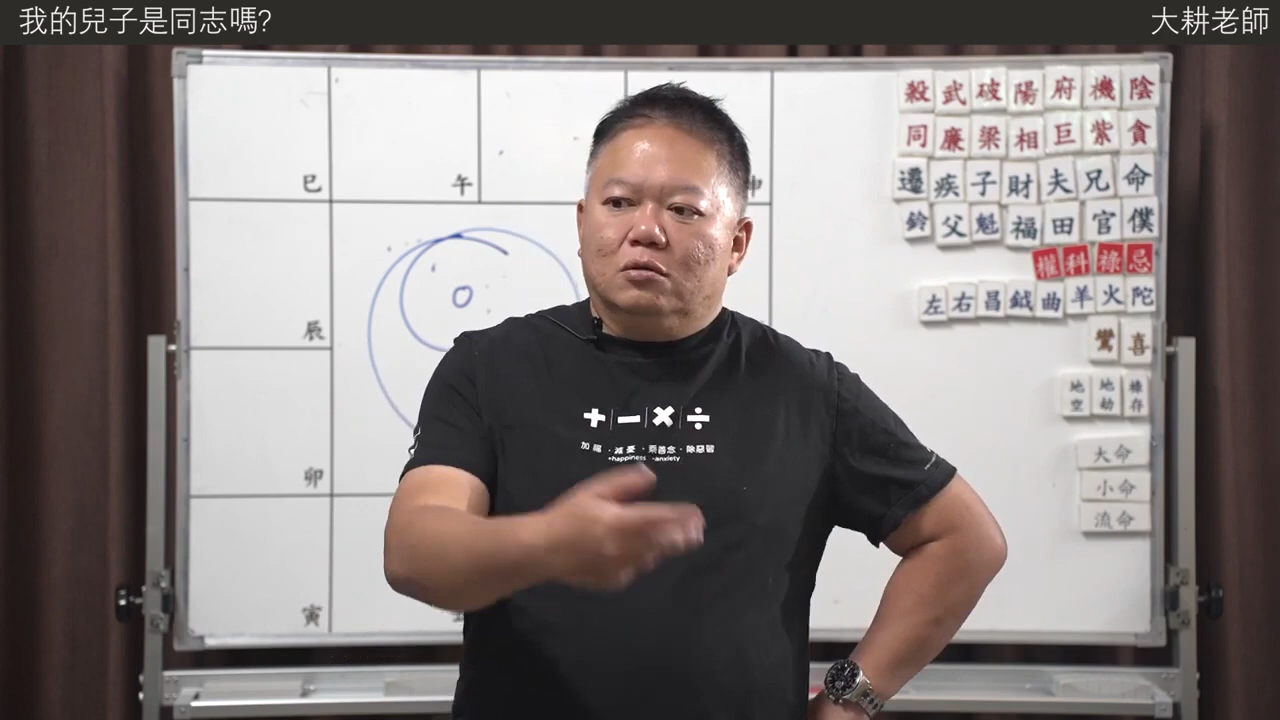 我的兒子是同志嗎?
大耕老師
殺武破陽府機陰
同廉梁相巨紫貪
遷疾子財夫兄命
鈴父魁福田官僕
權科祿忌
左右昌鉞曲羊火陀
鸞喜
地空 地劫 祿存
大命
小命
流命
巳
午
申
辰
卯
寅
+ − × ÷
加福·減憂·乘善念·除惡習
+happiness -anxiety